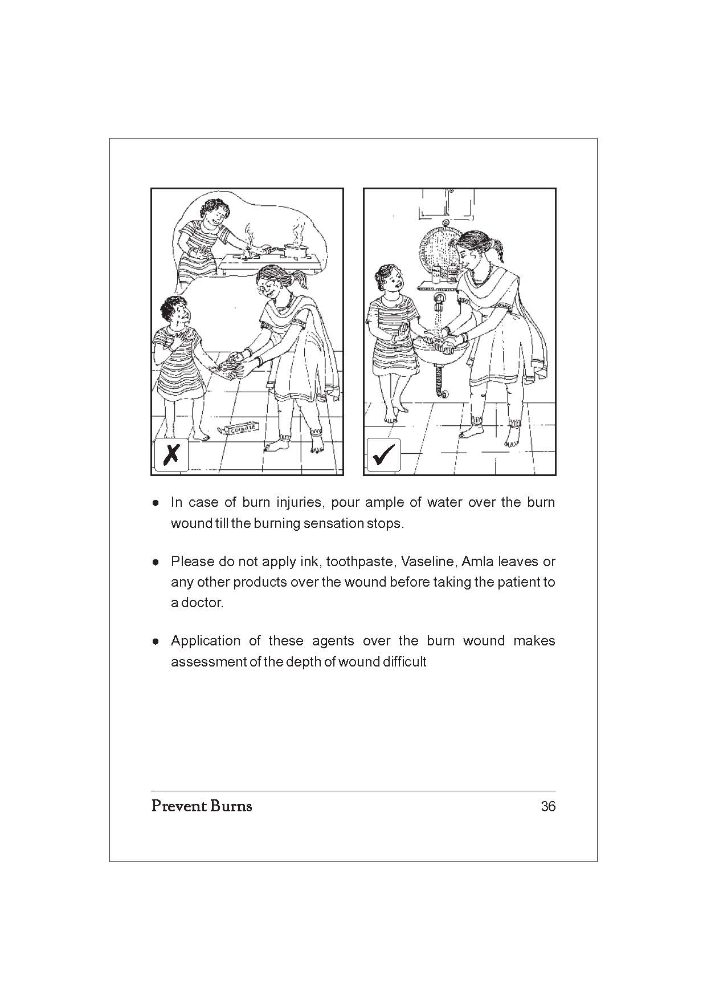 Colgate
✗
✓
● In case of burn injuries, pour ample of water over the burn
wound till the burning sensation stops.
● Please do not apply ink, toothpaste, Vaseline, Amla leaves or
any other products over the wound before taking the patient to
a doctor.
● Application of these agents over the burn wound makes
assessment of the depth of wound difficult
Prevent Burns 36